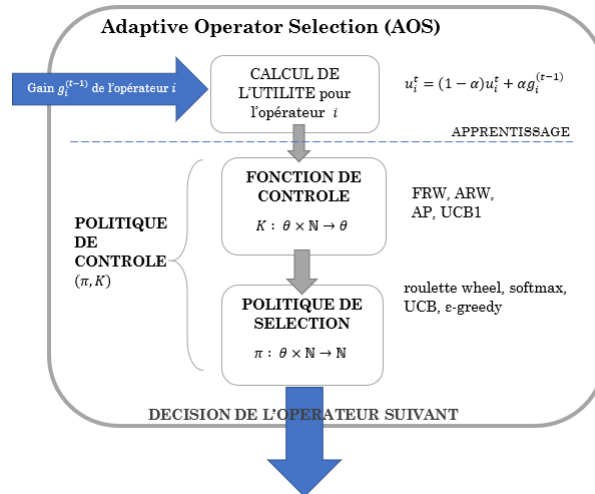 Adaptive Operator Selection (AOS)
Gain g_i^{(t-1)} de l'opérateur i
CALCUL DE
L'UTILITE pour
l'opérateur i
u_i^t = (1 − α)u_i^t + αg_i^{(t−1)}
APPRENTISSAGE
FONCTION DE
CONTROLE
K : θ × ℕ → θ
FRW, ARW,
AP, UCB1
POLITIQUE
DE
CONTROLE
(π, K)
POLITIQUE DE
SELECTION
π : θ × ℕ → ℕ
roulette wheel, softmax,
UCB, ε-greedy
DECISION DE L'OPERATEUR SUIVANT